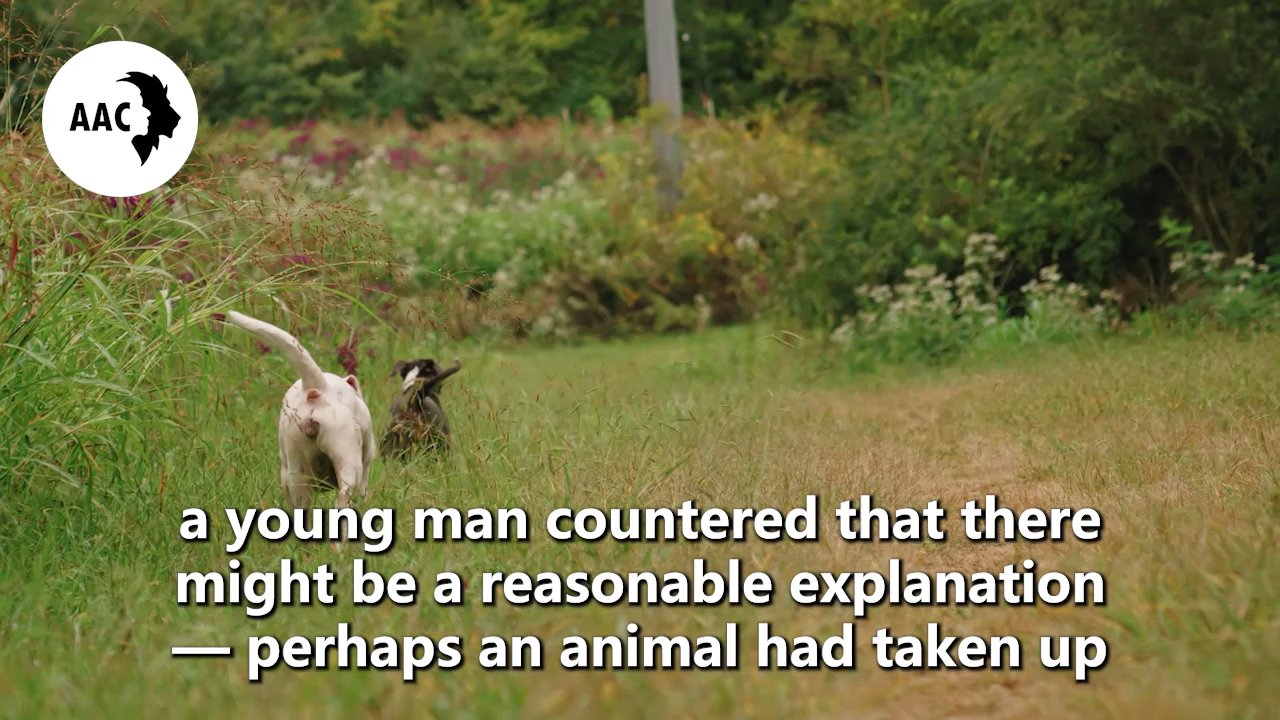 AAC
a young man countered that there
might be a reasonable explanation
— perhaps an animal had taken up